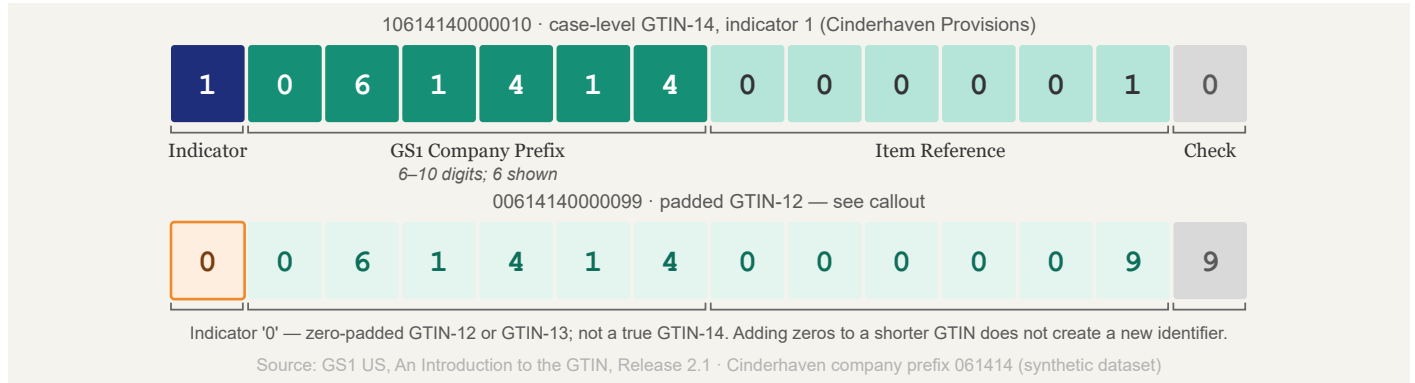 10614140000010 · case-level GTIN-14, indicator 1 (Cinderhaven Provisions)
1 0 6 1 4 1 4 0 0 0 0 0 1 0
Indicator GS1 Company Prefix Item Reference Check
6–10 digits; 6 shown
00614140000099 · padded GTIN-12 — see callout
0 0 6 1 4 1 4 0 0 0 0 0 9 9
Indicator '0' — zero-padded GTIN-12 or GTIN-13; not a true GTIN-14. Adding zeros to a shorter GTIN does not create a new identifier.
Source: GS1 US, An Introduction to the GTIN, Release 2.1 · Cinderhaven company prefix 061414 (synthetic dataset)